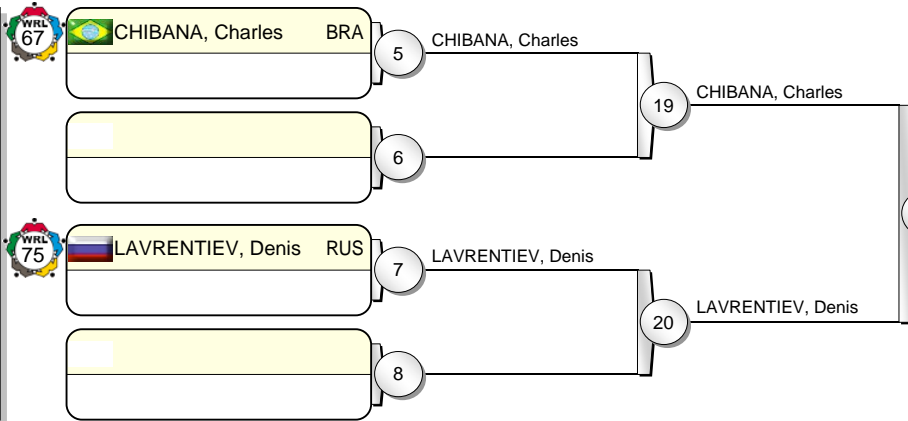 WRL
67
CHIBANA, Charles BRA
5
CHIBANA, Charles
19
CHIBANA, Charles
6
WRL
75
LAVRENTIEV, Denis RUS
7
LAVRENTIEV, Denis
20
LAVRENTIEV, Denis
8